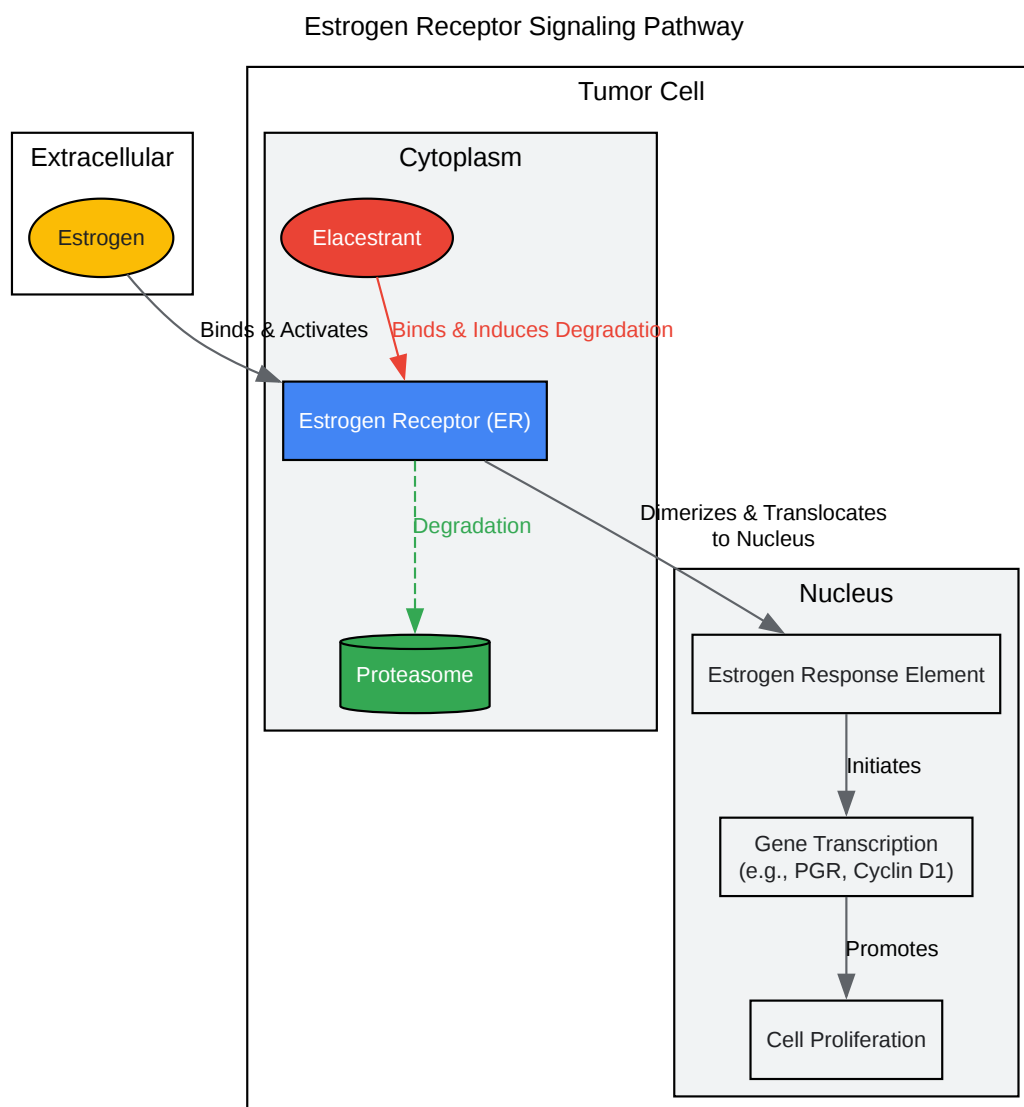 Estrogen Receptor Signaling Pathway
Tumor Cell
Extracellular
Cytoplasm
Estrogen
Elacestrant
Binds & Activates
Binds & Induces Degradation
Estrogen Receptor (ER)
Degradation
Dimerizes & Translocates
to Nucleus
Nucleus
Proteasome
Estrogen Response Element
Initiates
Gene Transcription
(e.g., PGR, Cyclin D1)
Promotes
Cell Proliferation